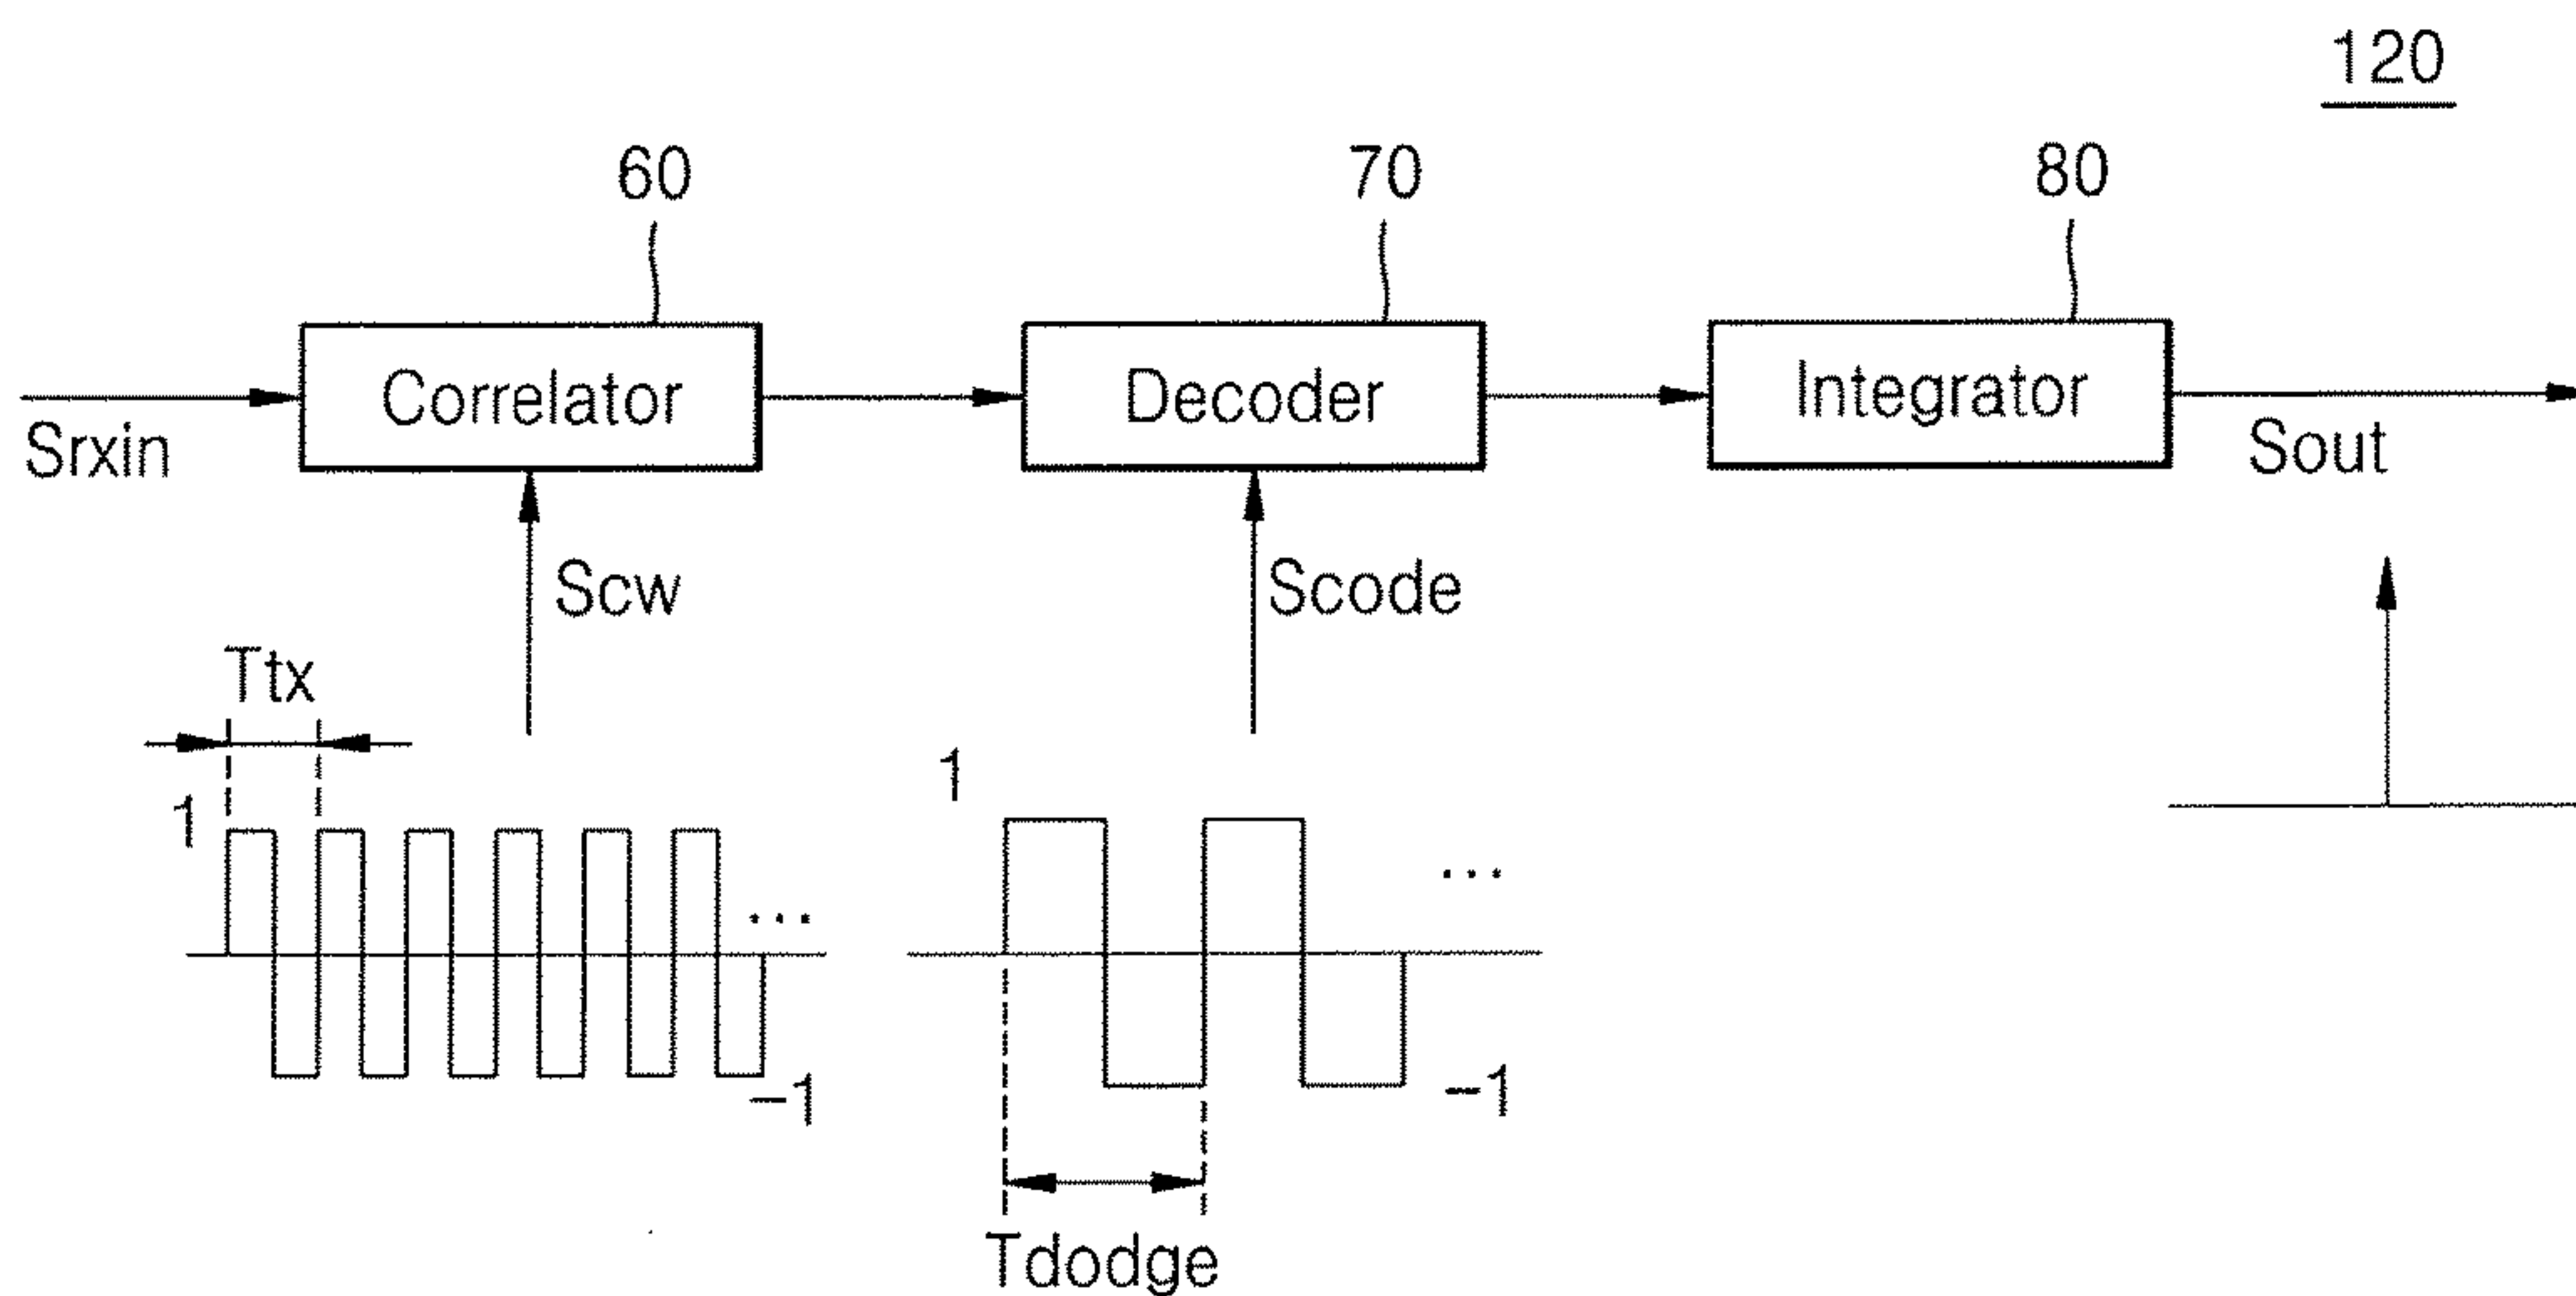 120
60
70
80
Correlator
Decoder
Integrator
Srxin
Sout
Scw
Scode
Ttx
1
1
...
...
-1
-1
Tdodge